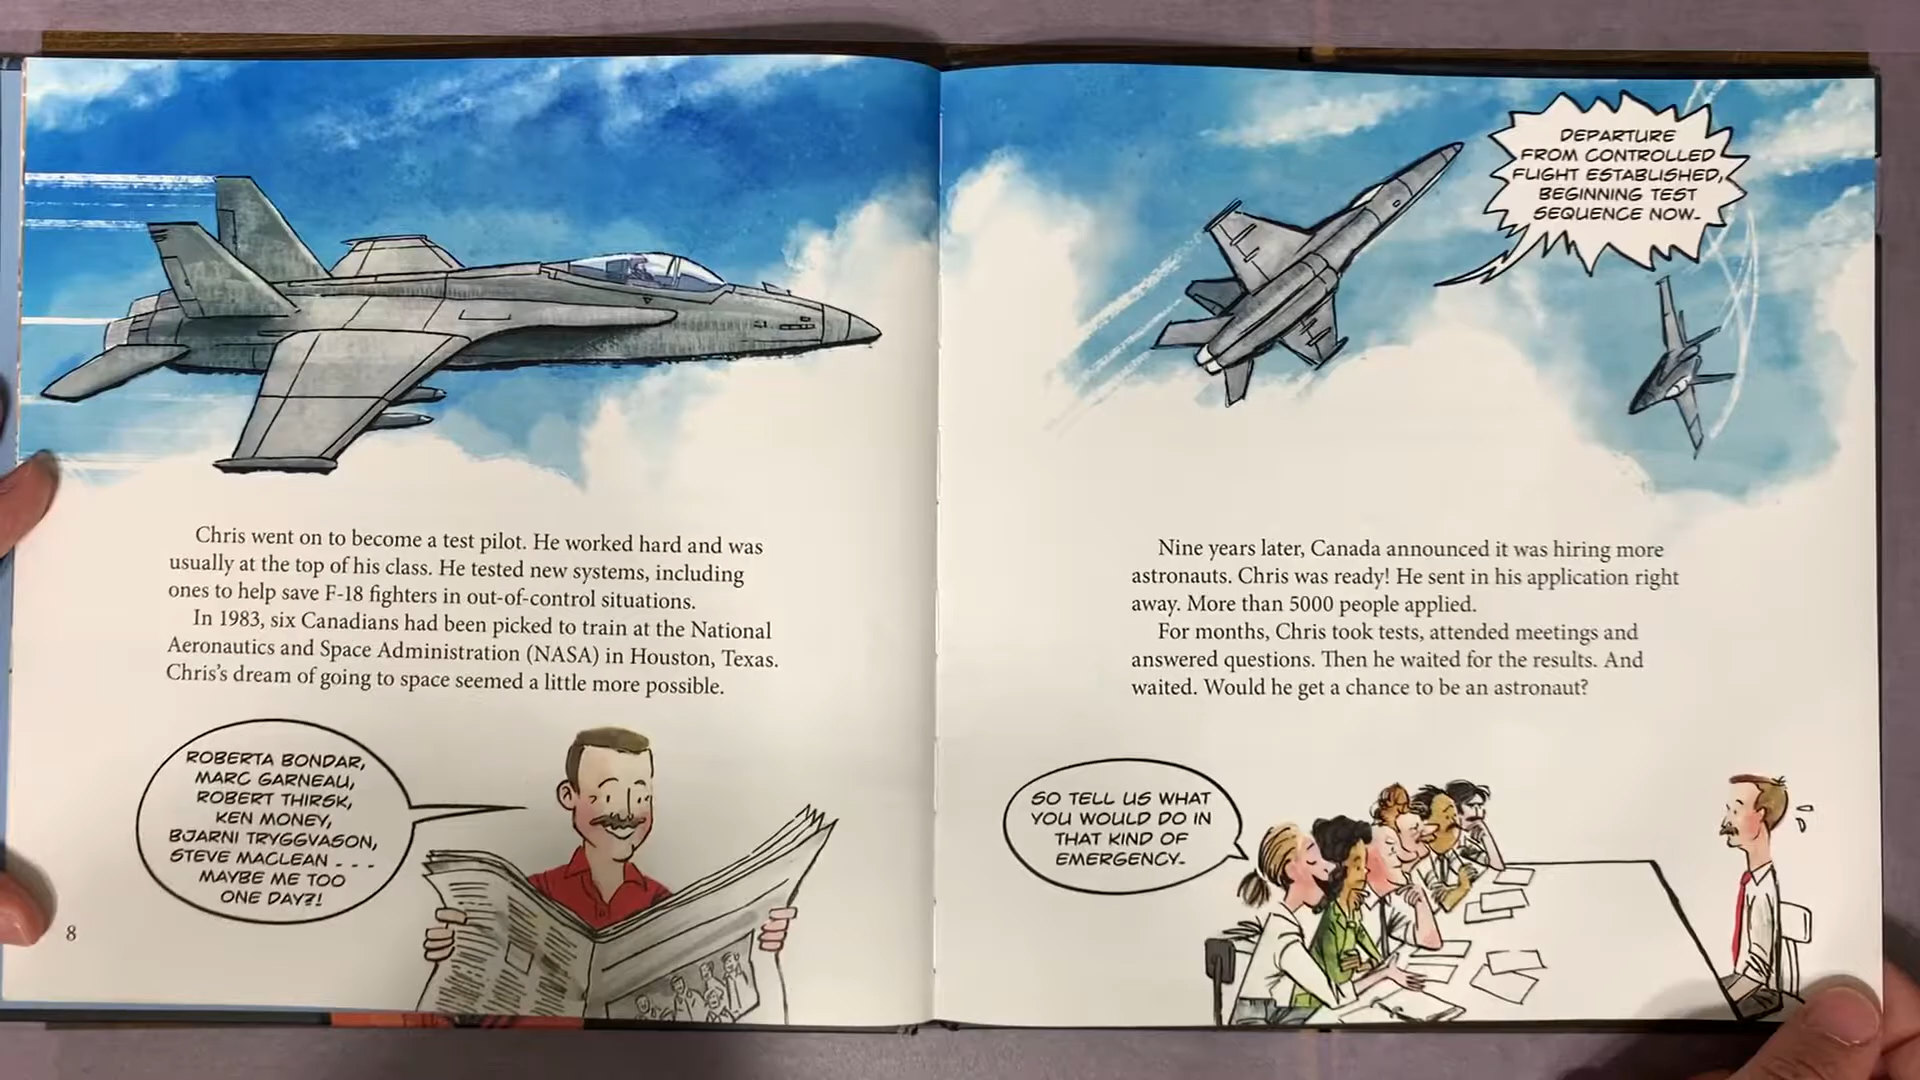 Chris went on to become a test pilot. He worked hard and was
usually at the top of his class. He tested new systems, including
ones to help save F-18 fighters in out-of-control situations.
In 1983, six Canadians had been picked to train at the National
Aeronautics and Space Administration (NASA) in Houston, Texas.
Chris's dream of going to space seemed a little more possible.
ROBERTA BONDAR,
MARC GARNEAU,
ROBERT THIRSK,
KEN MONEY,
BJARNI TRYGGVASON,
STEVE MACLEAN . . .
MAYBE ME TOO
ONE DAY?!
8
DEPARTURE
FROM CONTROLLED
FLIGHT ESTABLISHED,
BEGINNING TEST
SEQUENCE NOW.
Nine years later, Canada announced it was hiring more
astronauts. Chris was ready! He sent in his application right
away. More than 5000 people applied.
For months, Chris took tests, attended meetings and
answered questions. Then he waited for the results. And
waited. Would he get a chance to be an astronaut?
SO TELL US WHAT
YOU WOULD DO IN
THAT KIND OF
EMERGENCY.